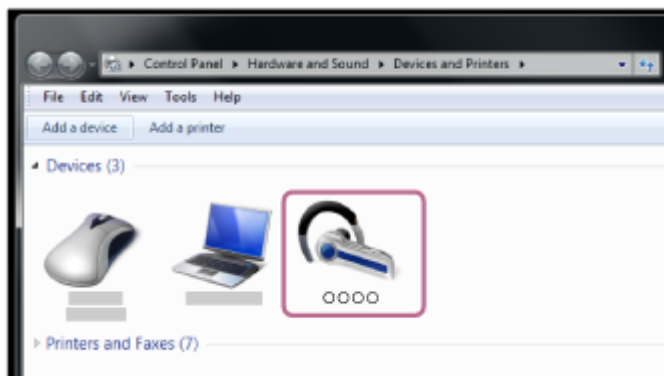 Control Panel ▸ Hardware and Sound ▸ Devices and Printers ▸
File Edit View Tools Help
Add a device Add a printer
Devices (3)
○○○○
Printers and Faxes (7)